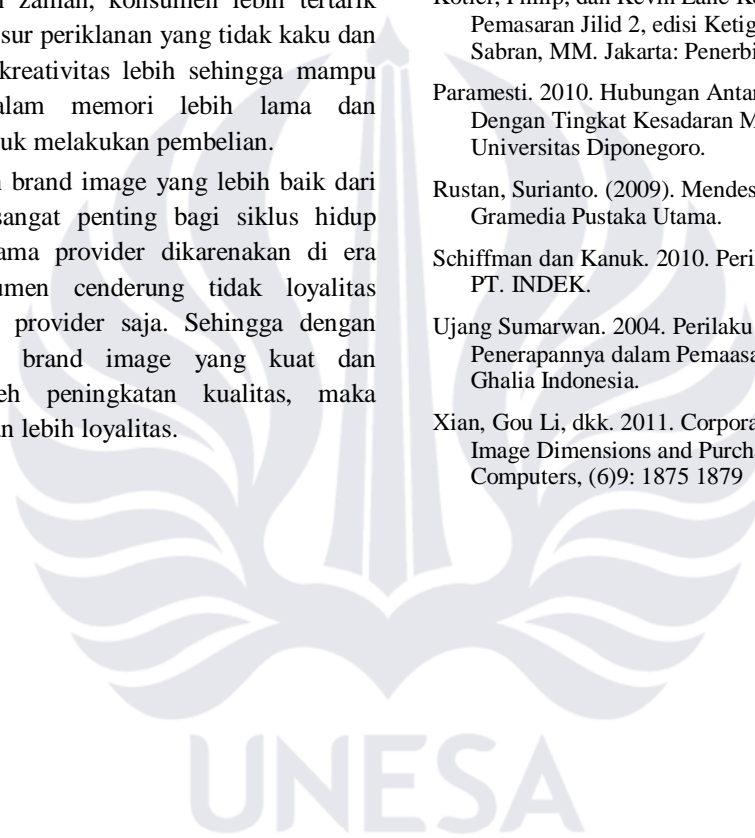 zaman, konsumen lebih tertarik
sur periklanan yang tidak kaku dan
kreativitas lebih sehingga mampu
alam memori lebih lama dan
uk melakukan pembelian.
brand image yang lebih baik dari
sangat penting bagi siklus hidup
ama provider dikarenakan di era
umen cenderung tidak loyalitas
provider saja. Sehingga dengan
brand image yang kuat dan
eh peningkatan kualitas, maka
n lebih loyalitas.
Pemasaran Jilid 2, edisi Ketig
Sabran, MM. Jakarta: Penerbi
Paramesti. 2010. Hubungan Antar
Dengan Tingkat Kesadaran M
Universitas Diponegoro.
Rustan, Surianto. (2009). Mendes
Gramedia Pustaka Utama.
Schiffman dan Kanuk. 2010. Peri
PT. INDEK.
Ujang Sumarwan. 2004. Perilaku
Penerapannya dalam Pemaasa
Ghalia Indonesia.
Xian, Gou Li, dkk. 2011. Corpora
Image Dimensions and Purcha
Computers, (6)9: 1875 1879
UNESA